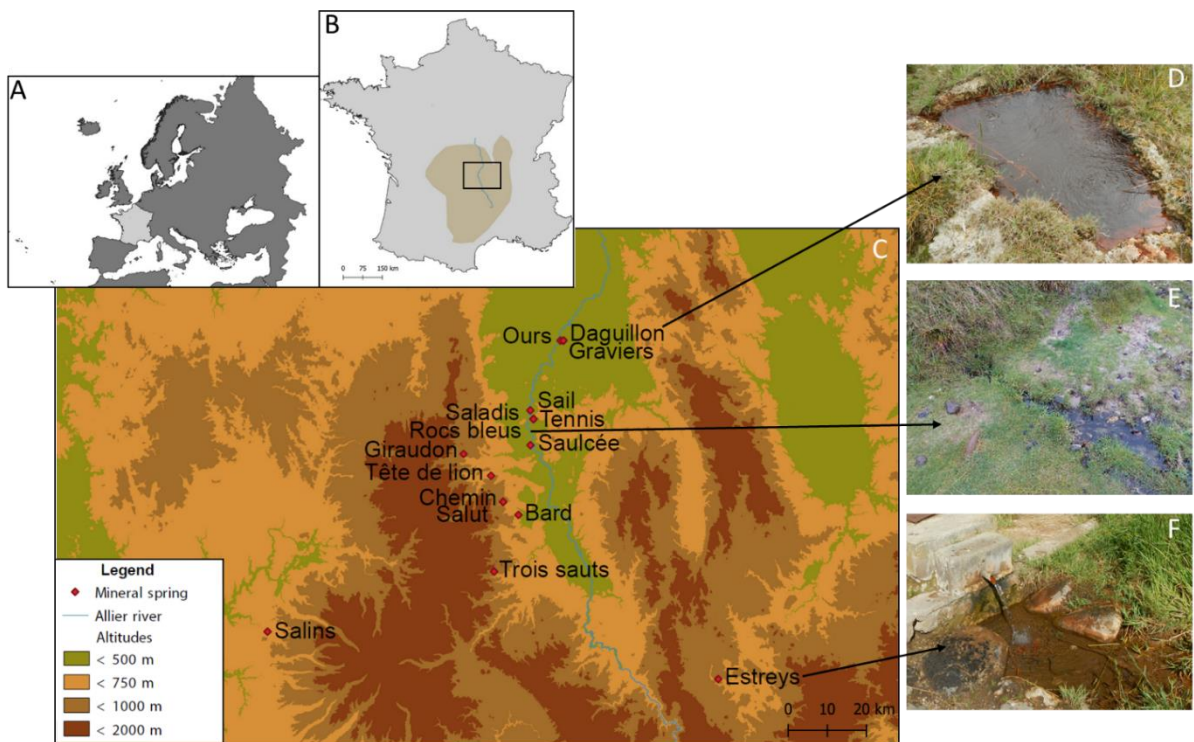 A
B
0 75 150 km
C
Ours
Daguillon
Graviers
Sail
Saladis
Tennis
Rocs bleus
Saulcée
Giraudon
Tête de lion
Chemin
Salut
Bard
Trois sauts
Salins
Estreys
Legend
Mineral spring
Allier river
Altitudes
< 500 m
< 750 m
< 1000 m
< 2000 m
0 10 20 km
D
E
F